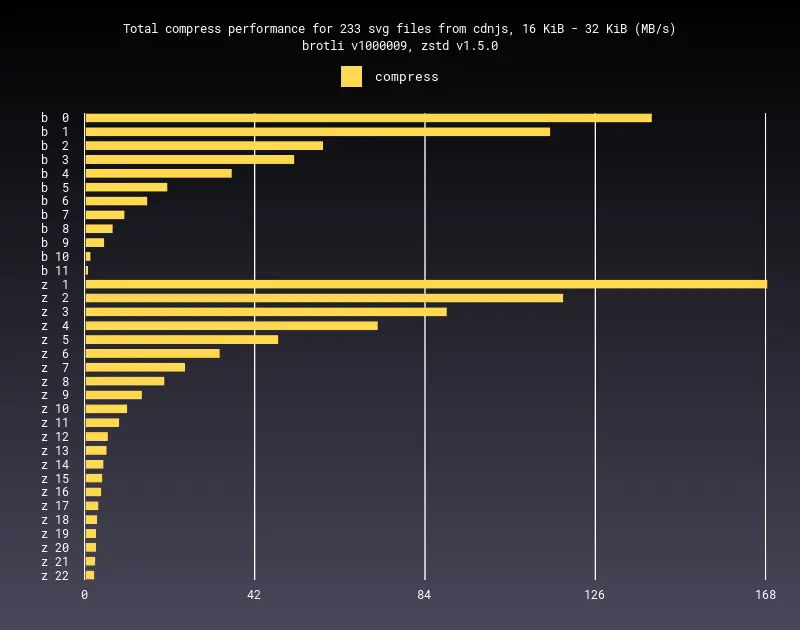 Total compress performance for 233 svg files from cdnjs, 16 KiB - 32 KiB (MB/s)
brotli v1000009, zstd v1.5.0
compress
b 0
b 1
b 2
b 3
b 4
b 5
b 6
b 7
b 8
b 9
b 10
b 11
z 1
z 2
z 3
z 4
z 5
z 6
z 7
z 8
z 9
z 10
z 11
z 12
z 13
z 14
z 15
z 16
z 17
z 18
z 19
z 20
z 21
z 22
0 42 84 126 168